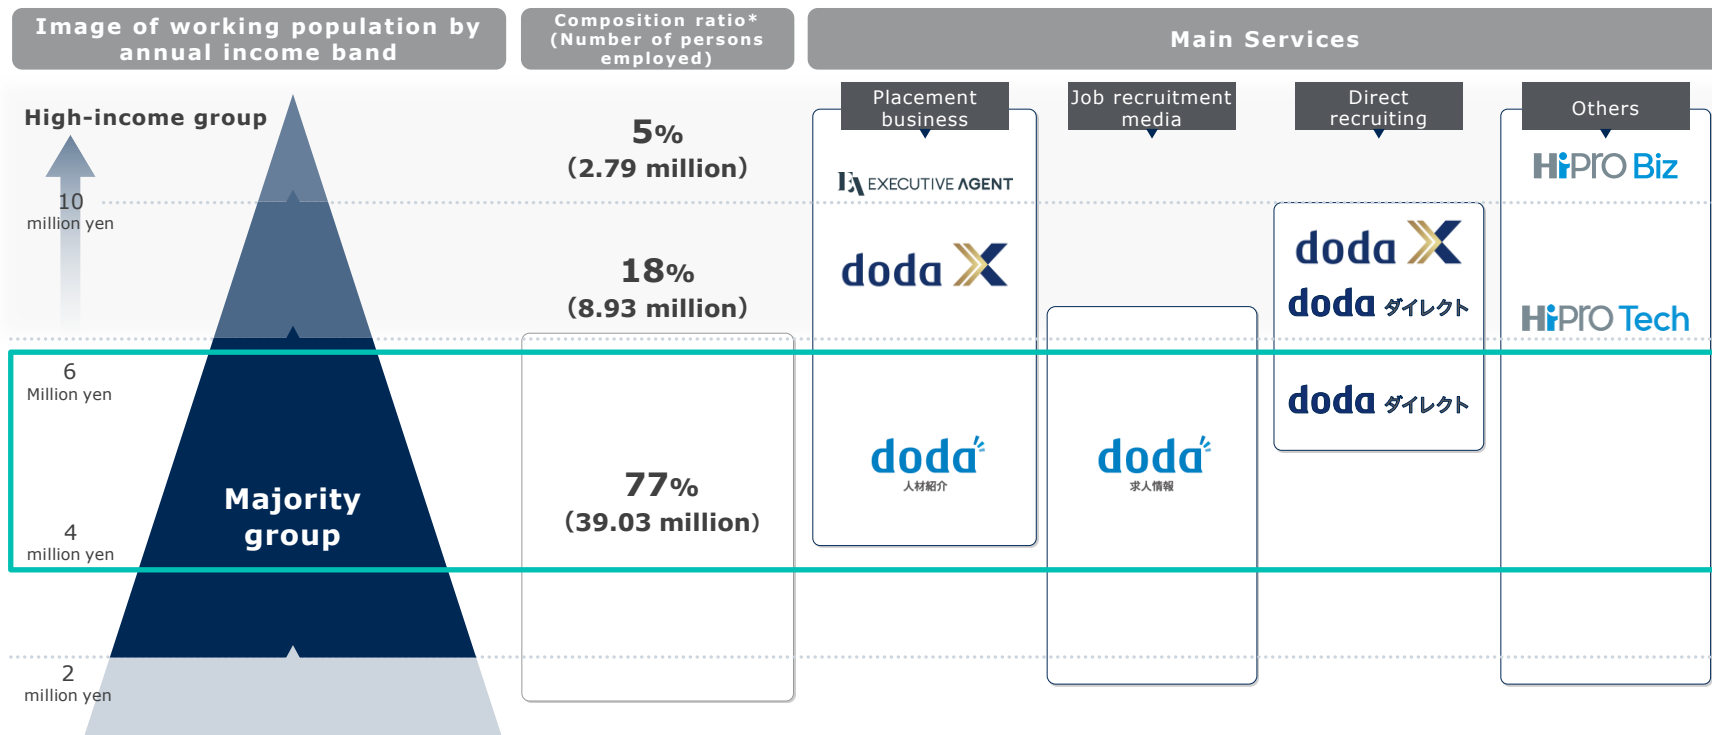 Image of working population by
annual income band
Composition ratio*
(Number of persons
employed)
Main Services
High-income group
10
million yen
6
Million yen
4
million yen
2
million yen
Majority
group
5%
(2.79 million)
18%
(8.93 million)
77%
(39.03 million)
Placement
business
EXECUTIVE AGENT
doda X
doda
人材紹介
Job recruitment
media
doda
求人情報
Direct
recruiting
doda X
doda ダイレクト
doda ダイレクト
Others
HiPRO Biz
HiPRO Tech